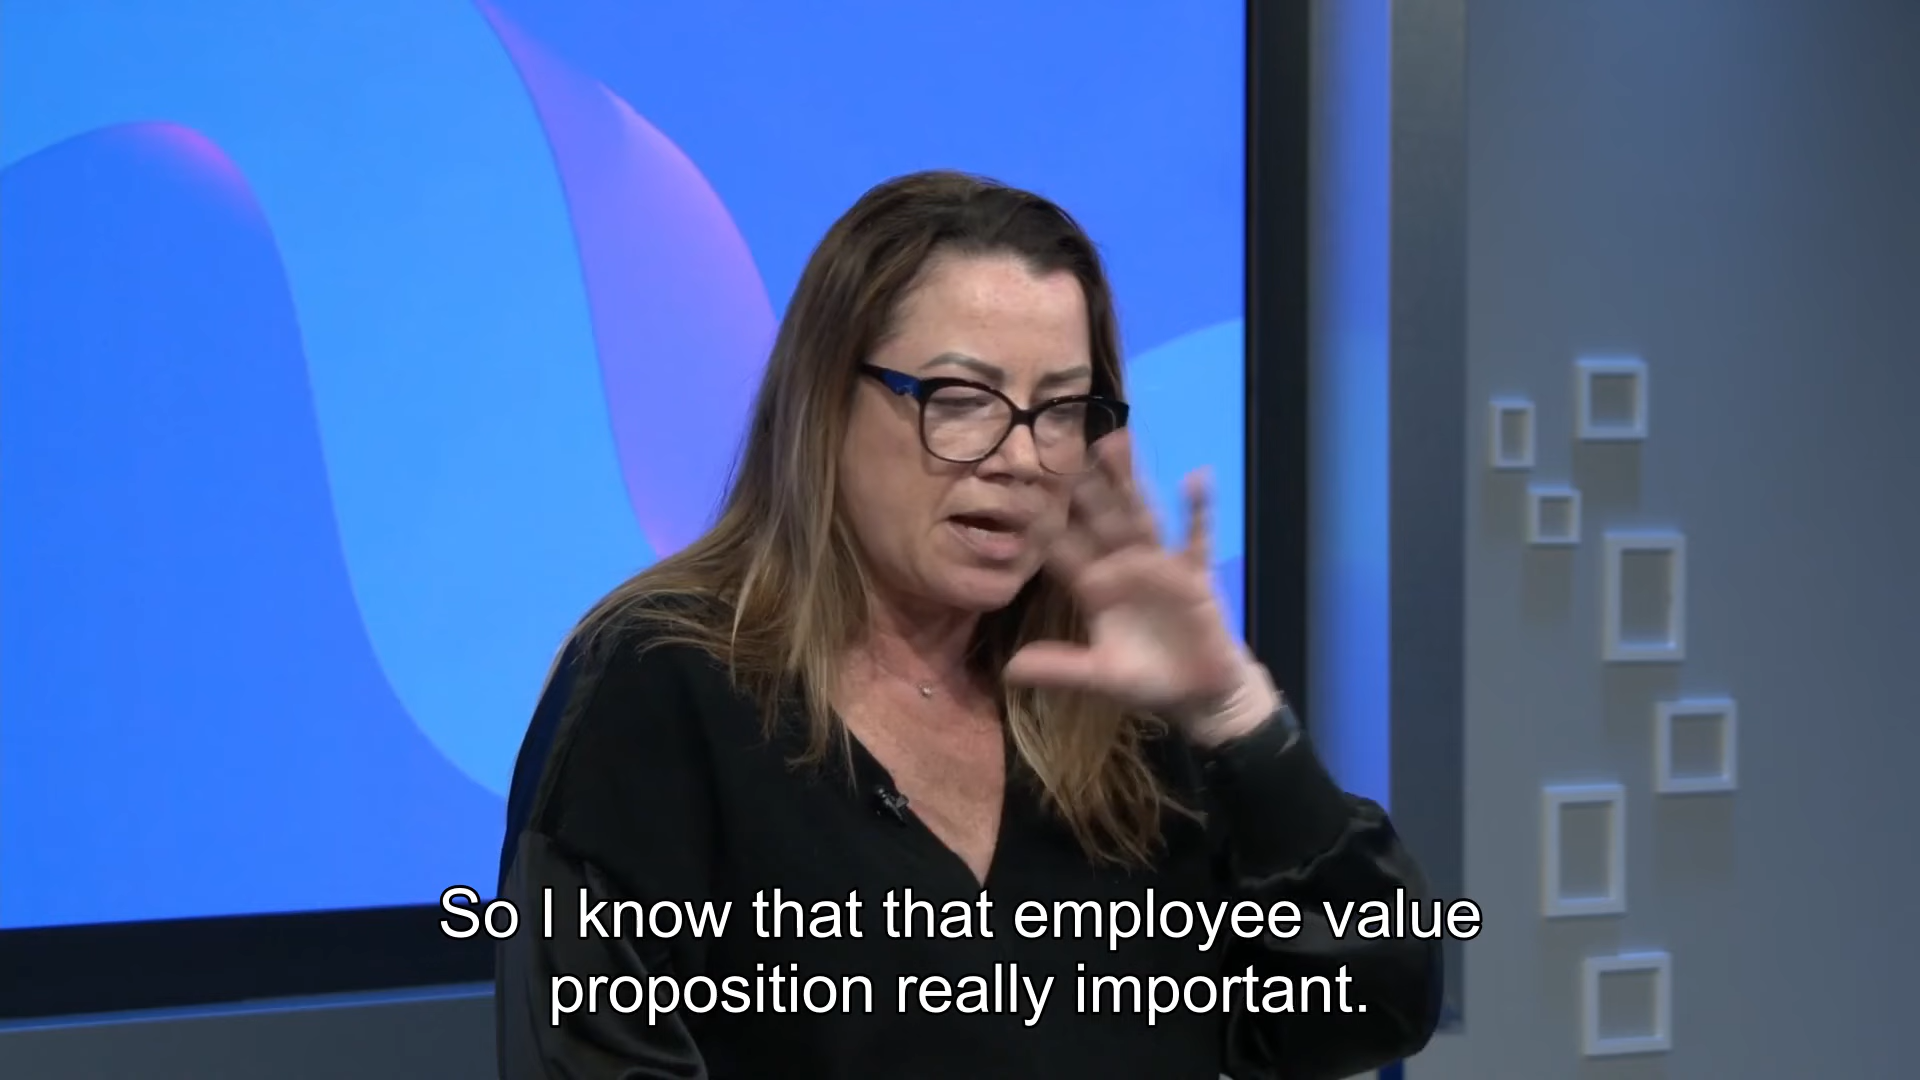 So I know that that employee value
proposition really important.